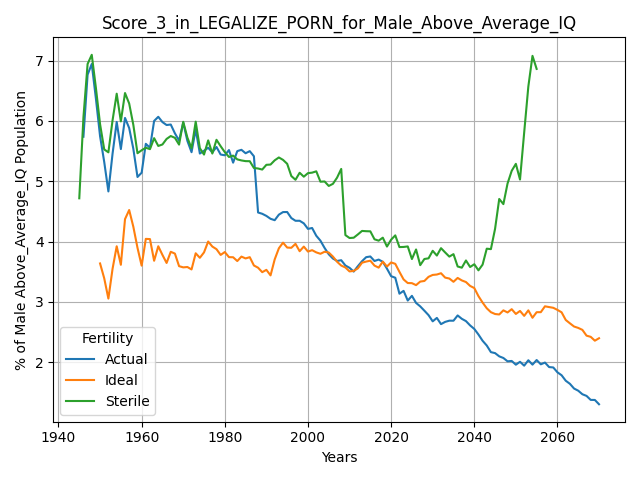 Score_3_in_LEGALIZE_PORN_for_Male_Above_Average_IQ
% of Male Above_Average_IQ Population
7
6
5
4
3
2
Fertility
Actual
Ideal
Sterile
1940
1960
1980
2000
2020
2040
2060
Years